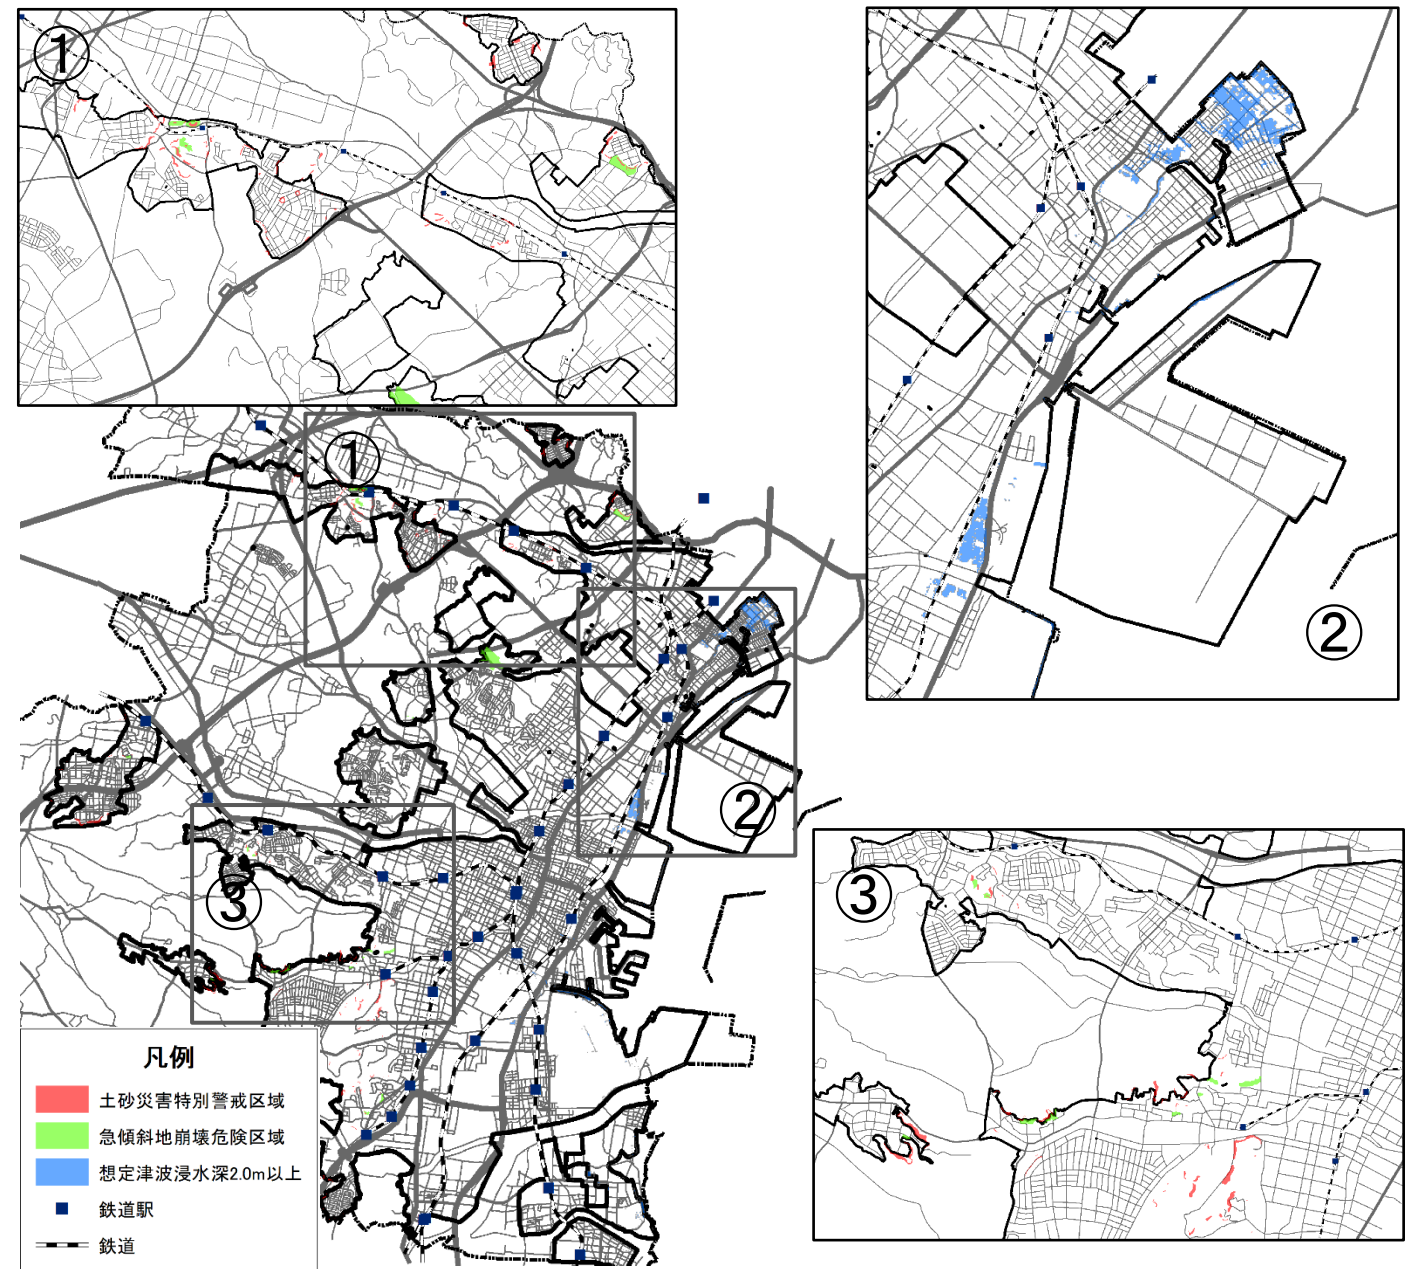 ①
②
①
②
③
③
凡例
土砂災害特別警戒区域
急傾斜地崩壊危険区域
想定津波浸水深2.0m以上
鉄道駅
鉄道